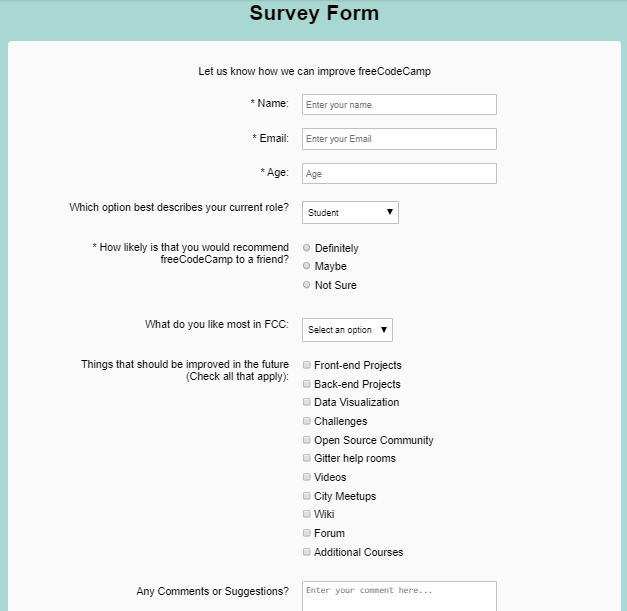 Survey Form
Let us know how we can improve freeCodeCamp
* Name: Enter your name
* Email: Enter your Email
* Age: Age
Which option best describes your current role? Student
* How likely is that you would recommend
freeCodeCamp to a friend?
Definitely
Maybe
Not Sure
What do you like most in FCC: Select an option
Things that should be improved in the future
(Check all that apply):
Front-end Projects
Back-end Projects
Data Visualization
Challenges
Open Source Community
Gitter help rooms
Videos
City Meetups
Wiki
Forum
Additional Courses
Any Comments or Suggestions? Enter your comment here...